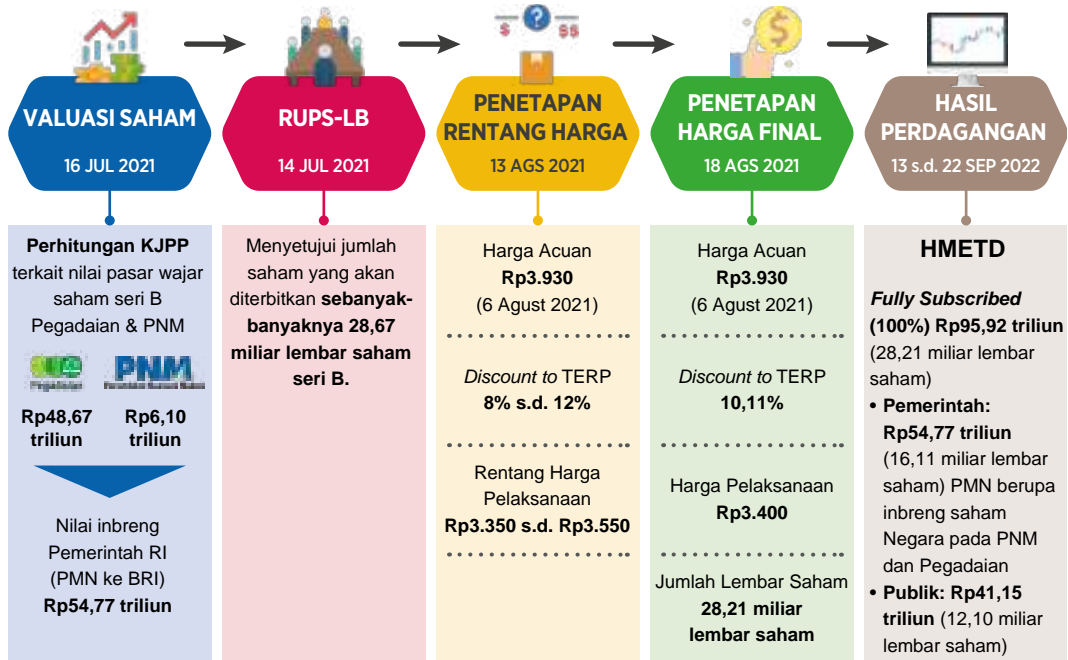 $ ? $$
$
VALUASI SAHAM
16 JUL 2021
Perhitungan KJPP
terkait nilai pasar wajar
saham seri B
Pegadaian & PNM
Pegadaian
PNM
Rp48,67
triliun
Rp6,10
triliun
Nilai inbreng
Pemerintah RI
(PMN ke BRI)
Rp54,77 triliun
RUPS-LB
14 JUL 2021
Menyetujui jumlah
saham yang akan
diterbitkan sebanyak-
banyaknya 28,67
miliar lembar saham
seri B.
PENETAPAN
RENTANG HARGA
13 AGS 2021
Harga Acuan
Rp3.930
(6 Agust 2021)
Discount to TERP
8% s.d. 12%
Rentang Harga
Pelaksanaan
Rp3.350 s.d. Rp3.550
PENETAPAN
HARGA FINAL
18 AGS 2021
Harga Acuan
Rp3.930
(6 Agust 2021)
Discount to TERP
10,11%
Harga Pelaksanaan
Rp3.400
Jumlah Lembar Saham
28,21 miliar
lembar saham
HASIL
PERDAGANGAN
13 s.d. 22 SEP 2022
HMETD
Fully Subscribed
(100%) Rp95,92 triliun
(28,21 miliar lembar
saham)
• Pemerintah:
Rp54,77 triliun
(16,11 miliar lembar
saham) PMN berupa
inbreng saham
Negara pada PNM
dan Pegadaian
• Publik: Rp41,15
triliun (12,10 miliar
lembar saham)